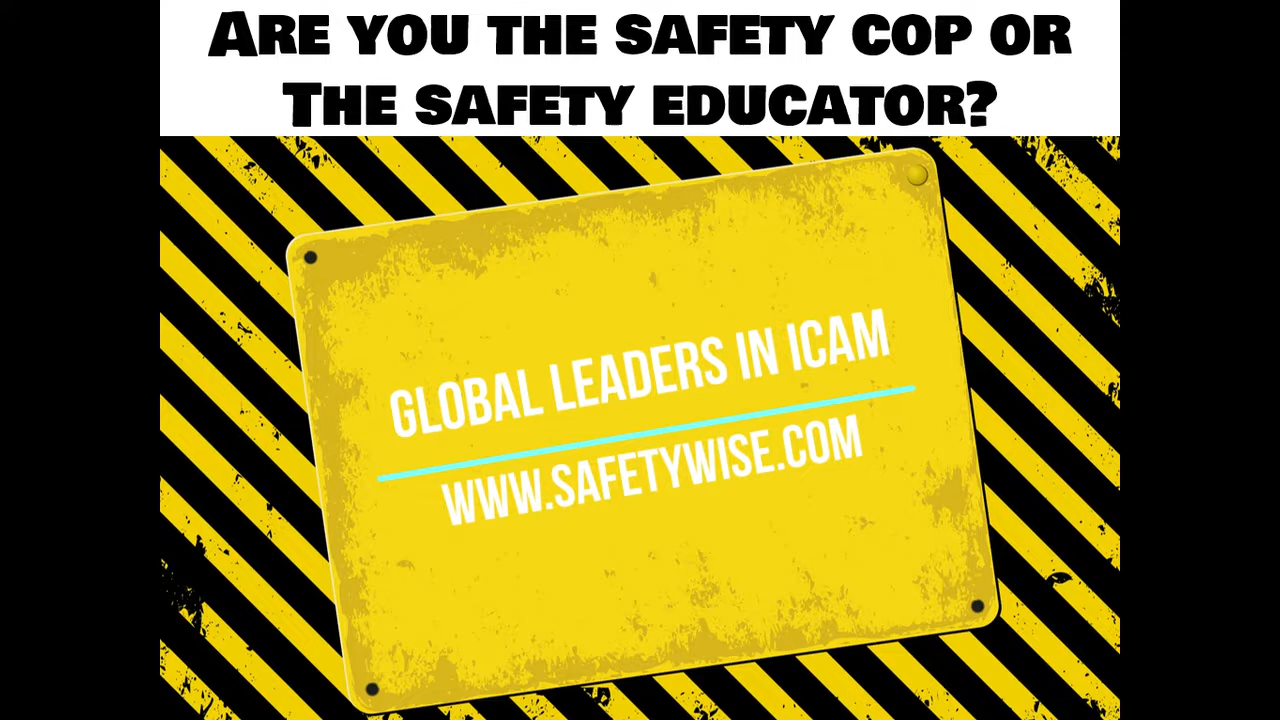 Are you the safety cop or
The safety educator?
GLOBAL LEADERS IN ICAM
WWW.SAFETYWISE.COM